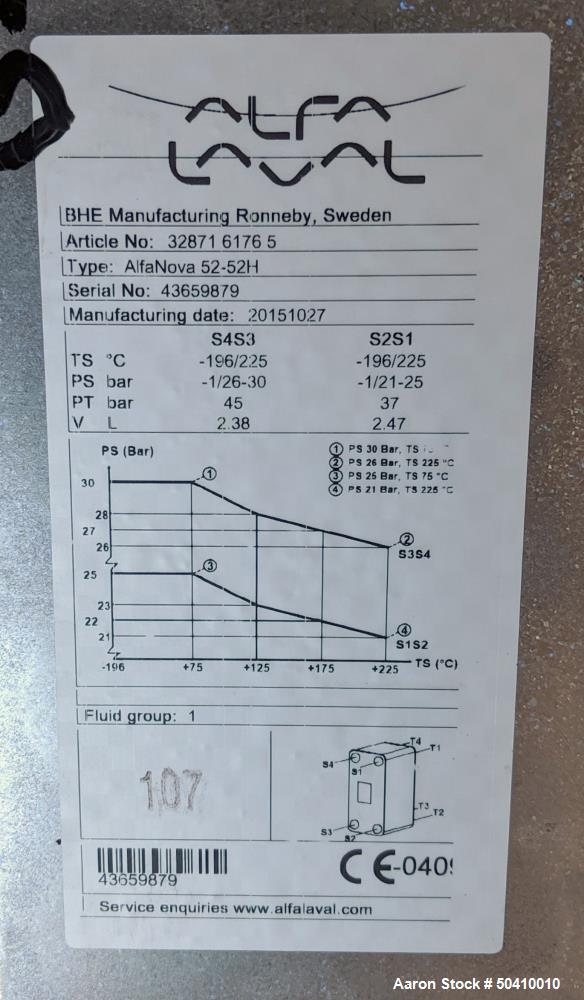 ALFA
LAVAL
BHE Manufacturing Ronneby, Sweden
Article No: 32871 6176 5
Type: AlfaNova 52-52H
Serial No: 43659879
Manufacturing date: 20151027
S4S3 S2S1
TS °C -196/225 -196/225
PS bar -1/26-30 -1/21-25
PT bar 45 37
V L 2.38 2.47
PS (Bar)
① PS 30 Bar, TS
② PS 26 Bar, TS 225 °C
③ PS 25 Bar, TS 75 °C
④ PS 21 Bar, TS 225 °C
30 ①
28
27 ②
26 S3S4
25 ③
23
22 ④
21 S1S2
-196 +75 +125 +175 +225 TS (°C)
Fluid group: 1
107
T4
S4 T1
S1
T3
T2
S3
S2
43659879
CE-0409
Service enquiries www.alfalaval.com
Aaron Stock # 50410010